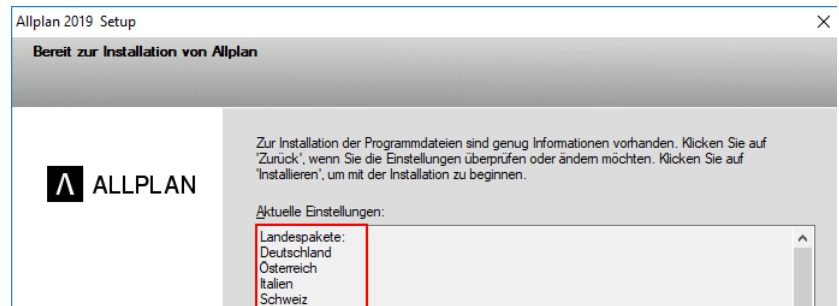 Allplan 2019 Setup
Bereit zur Installation von Allplan
Zur Installation der Programmdateien sind genug Informationen vorhanden. Klicken Sie auf
'Zurück', wenn Sie die Einstellungen überprüfen oder ändern möchten. Klicken Sie auf
'Installieren', um mit der Installation zu beginnen.
ALLPLAN
Aktuelle Einstellungen:
Landespakete:
Deutschland
Österreich
Italien
Schweiz